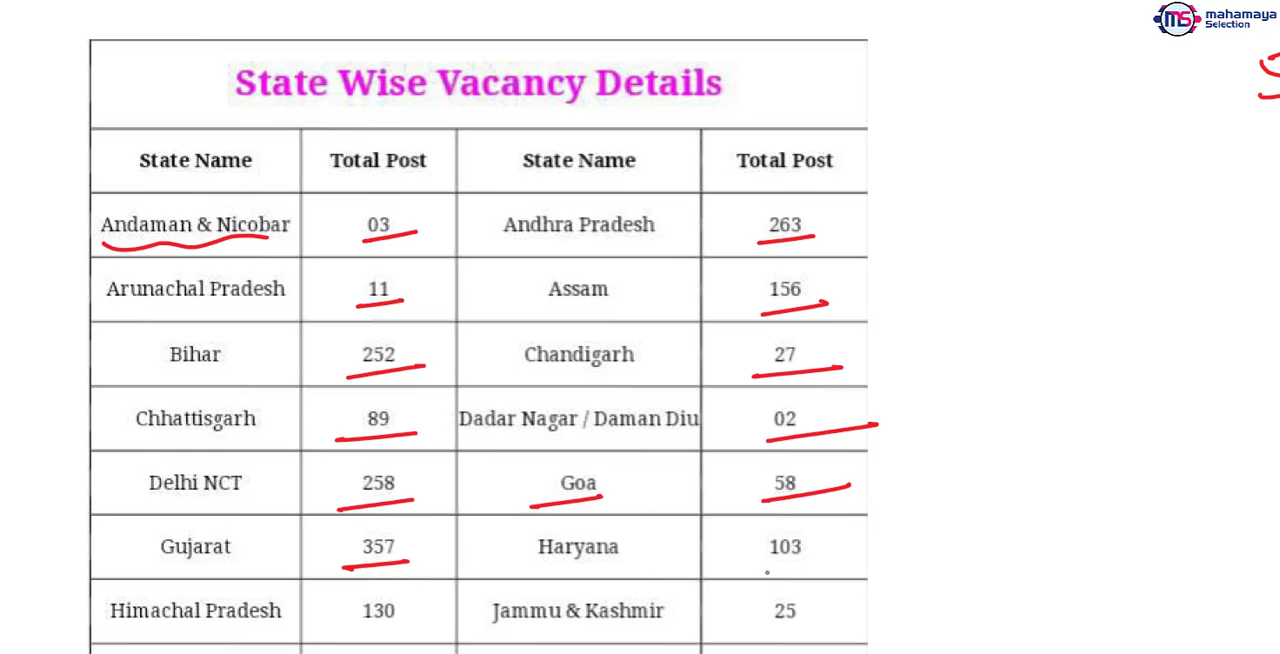 mahamaya
Selection
State Wise Vacancy Details
State Name Total Post State Name Total Post
Andaman & Nicobar 03 Andhra Pradesh 263
Arunachal Pradesh 11 Assam 156
Bihar 252 Chandigarh 27
Chhattisgarh 89 Dadar Nagar / Daman Diu 02
Delhi NCT 258 Goa 58
Gujarat 357 Haryana 103
Himachal Pradesh 130 Jammu & Kashmir 25